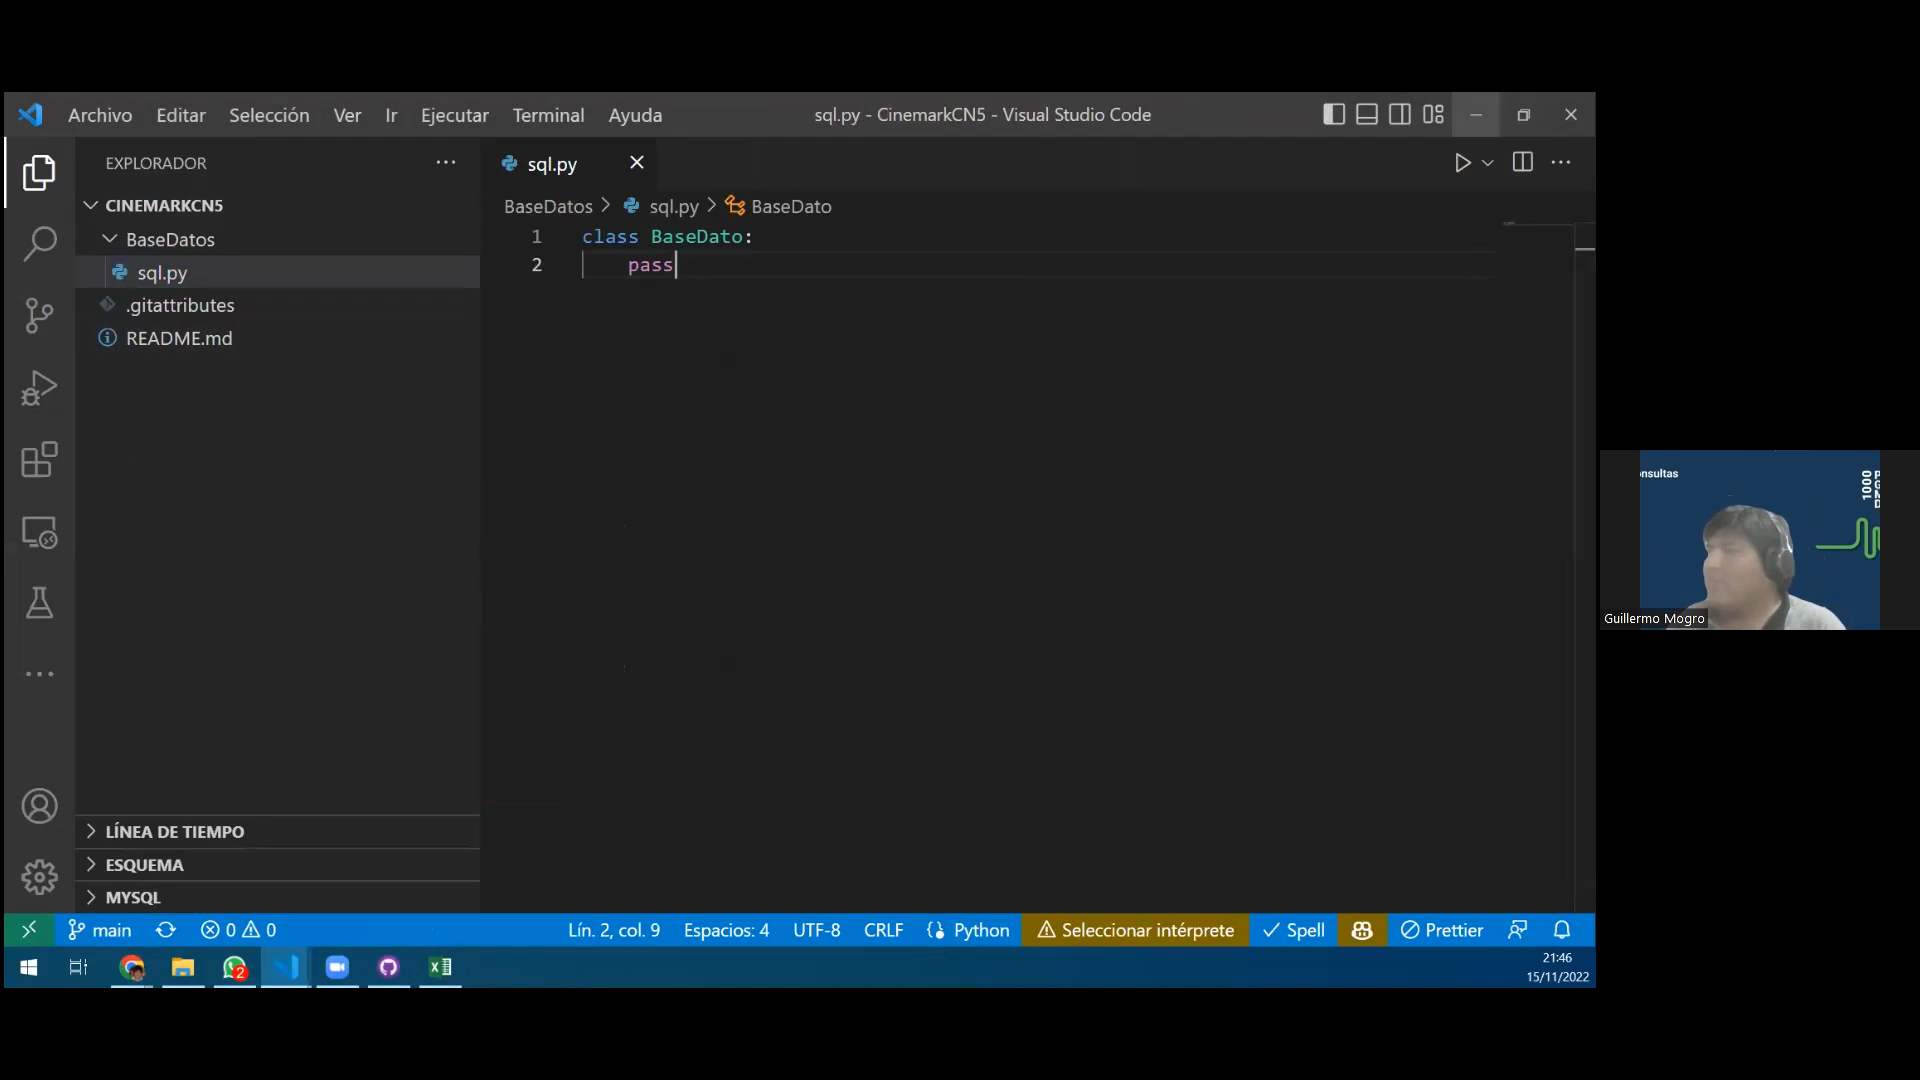 Archivo Editar Selección Ver Ir Ejecutar Terminal Ayuda sql.py - CinemarkCN5 - Visual Studio Code
EXPLORADOR
sql.py
CINEMARKCN5
BaseDatos > sql.py > BaseDato
BaseDatos
1 class BaseDato:
2 pass
sql.py
.gitattributes
README.md
nsultas
1000
Guillermo Mogro
LÍNEA DE TIEMPO
ESQUEMA
MYSQL
main 0 0 Lín. 2, col. 9 Espacios: 4 UTF-8 CRLF Python Seleccionar intérprete Spell Prettier
2
21:46
15/11/2022